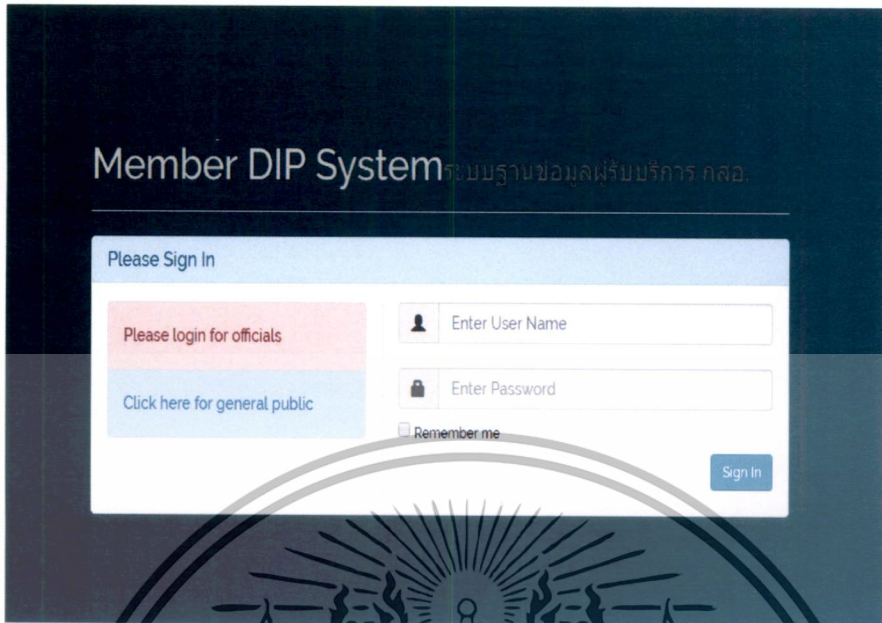 Member DIP System ระบบฐานข้อมูลผู้รับบริการ กสอ.
Please Sign In
Please login for officials
Enter User Name
Click here for general public
Enter Password
Remember me
Sign In